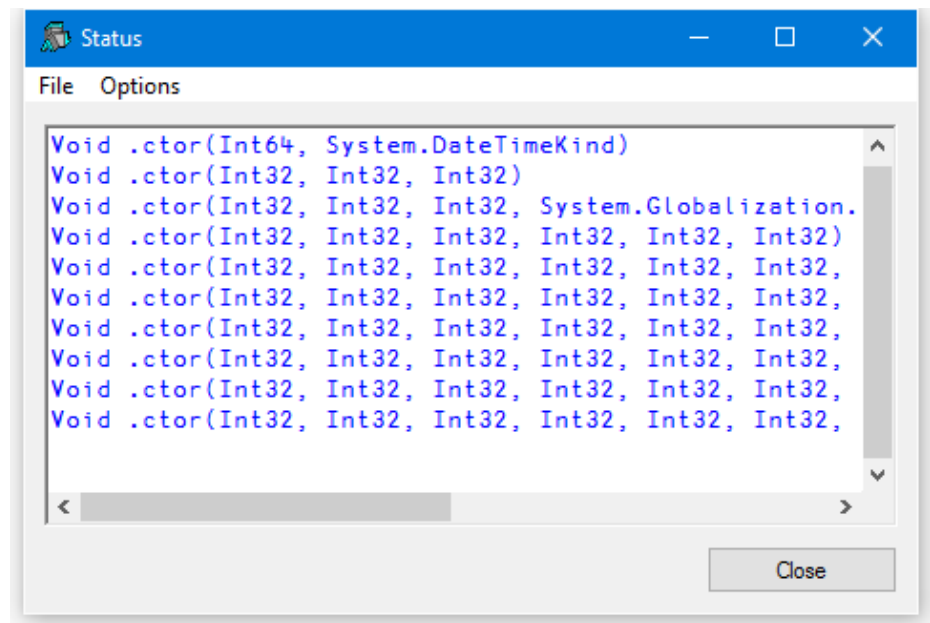 Status
File Options
Void .ctor(Int64, System.DateTimeKind)
Void .ctor(Int32, Int32, Int32)
Void .ctor(Int32, Int32, Int32, System.Globalization.
Void .ctor(Int32, Int32, Int32, Int32, Int32, Int32)
Void .ctor(Int32, Int32, Int32, Int32, Int32, Int32,
Void .ctor(Int32, Int32, Int32, Int32, Int32, Int32,
Void .ctor(Int32, Int32, Int32, Int32, Int32, Int32,
Void .ctor(Int32, Int32, Int32, Int32, Int32, Int32,
Void .ctor(Int32, Int32, Int32, Int32, Int32, Int32,
Void .ctor(Int32, Int32, Int32, Int32, Int32, Int32,
Close